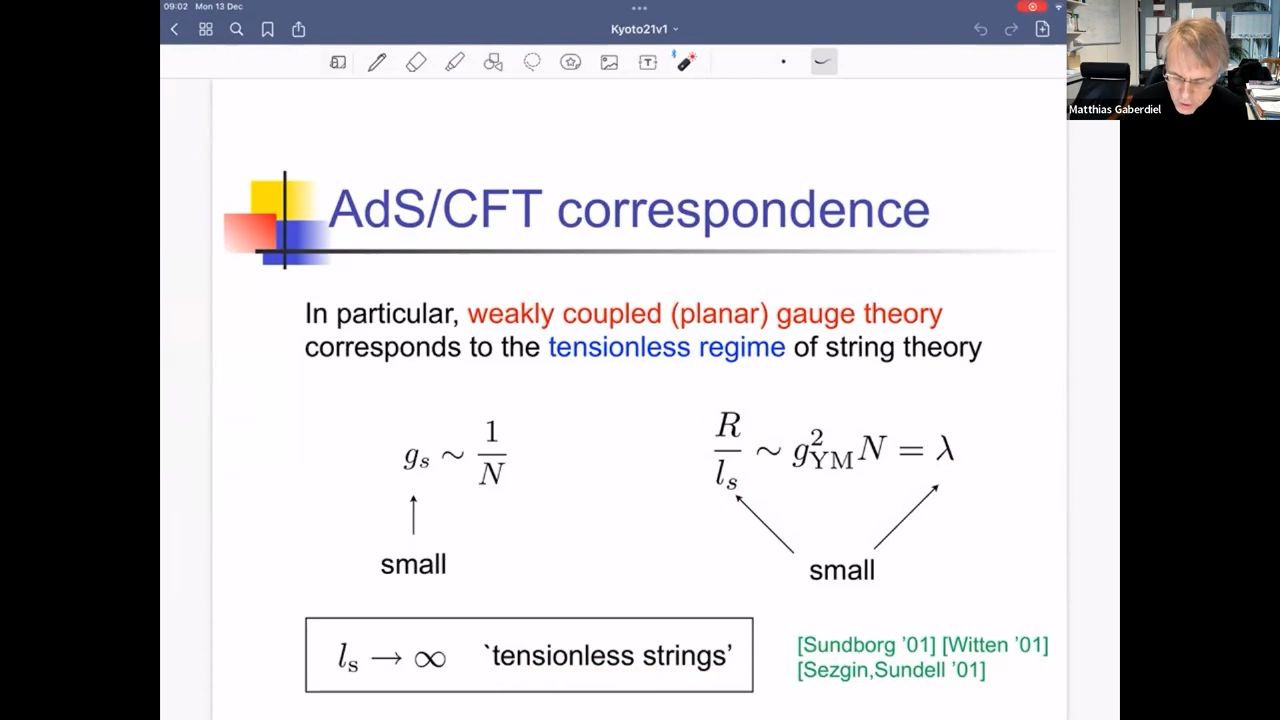 09:02 Mon 13 Dec
Kyoto21v1
Matthias Gaberdiel
AdS/CFT correspondence
In particular, weakly coupled (planar) gauge theory
corresponds to the tensionless regime of string theory
g_s ∼ 1/N
R/l_s ∼ g²_YM N = λ
small
small
l_s → ∞ `tensionless strings'
[Sundborg '01] [Witten '01]
[Sezgin,Sundell '01]